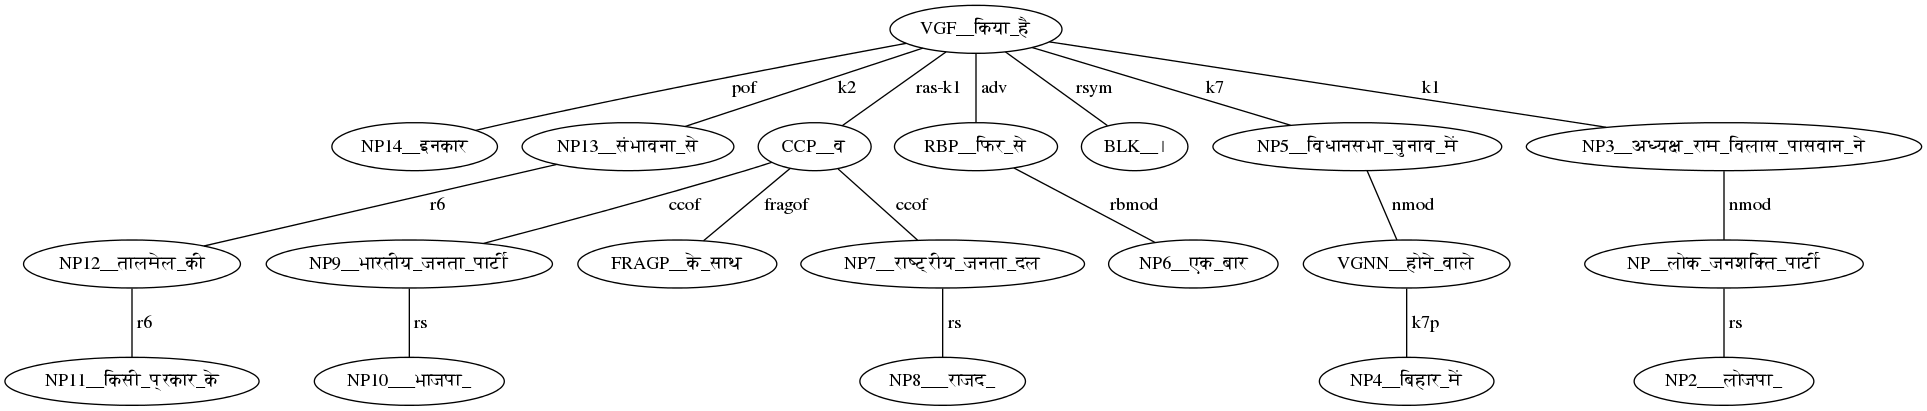 VGF__किया_है
pof k2 ras-k1 adv rsym k7 k1
NP14__इनकार NP13__संभावना_से CCP__व RBP__फिर_से BLK__। NP5__विधानसभा_चुनाव_में NP3__अध्यक्ष_राम_विलास_पासवान_ने
r6 ccof fragof ccof rbmod nmod nmod
NP12__तालमेल_की NP9__भारतीय_जनता_पार्टी FRAGP__के_साथ NP7__राष्ट्रीय_जनता_दल NP6__एक_बार VGNN__होने_वाले NP__लोक_जनशक्ति_पार्टी
r6 rs rs k7p rs
NP11__किसी_प्रकार_के NP10___भाजपा_ NP8___राजद_ NP4__बिहार_में NP2___लोजपा_